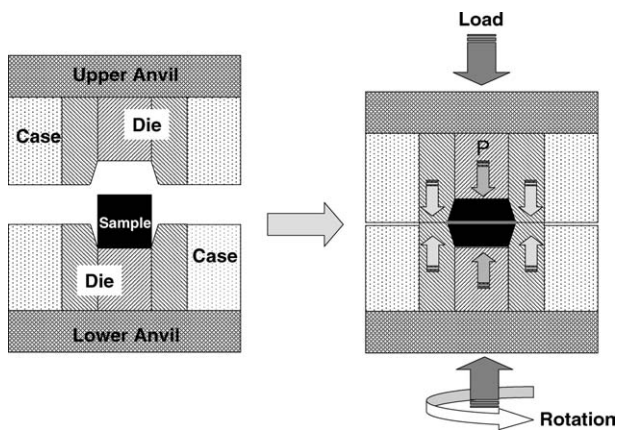 Load
Upper Anvil
Die
Case
P
Sample
Case
Die
Lower Anvil
Rotation